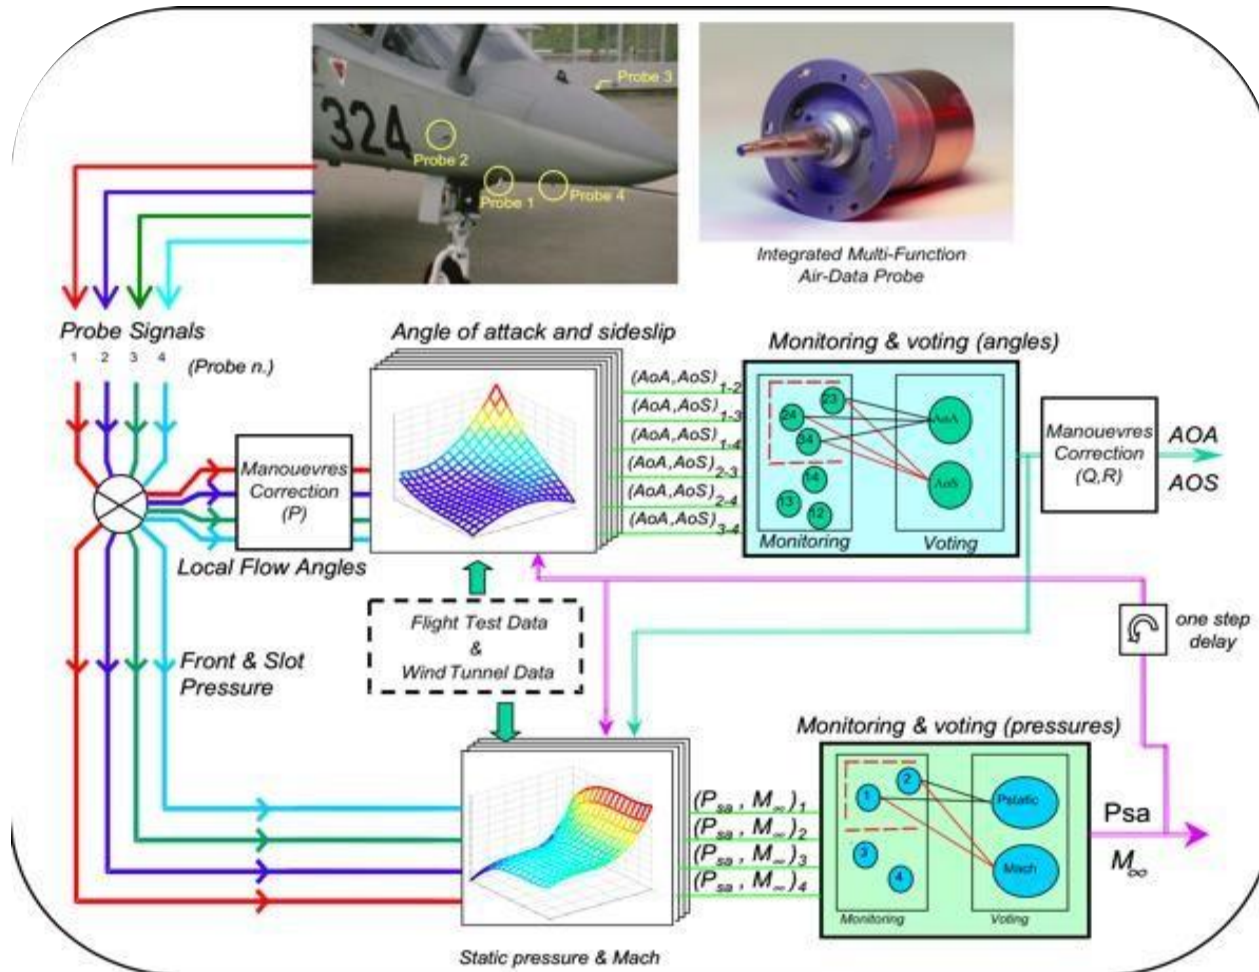 324
Probe 3
Probe 2
Probe 1
Probe 4
Integrated Multi-Function
Air-Data Probe
Probe Signals
1 2 3 4
(Probe n.)
Angle of attack and sideslip
Monitoring & voting (angles)
Manouevres
Correction
(P)
Local Flow Angles
(AoA,AoS)1-2
(AoA,AoS)1-3
(AoA,AoS)1-4
(AoA,AoS)2-3
(AoA,AoS)2-4
(AoA,AoS)3-4
23
24
34
14
13
12
AoA
AoS
Monitoring
Voting
Manouevres
Correction
(Q,R)
AOA
AOS
Flight Test Data
&
Wind Tunnel Data
one step
delay
Front & Slot
Pressure
Monitoring & voting (pressures)
(Psa , M∞)1
(Psa , M∞)2
(Psa , M∞)3
(Psa , M∞)4
2
1
3
4
Pstatic
Mach
Monitoring
Voting
Psa
M∞
Static pressure & Mach